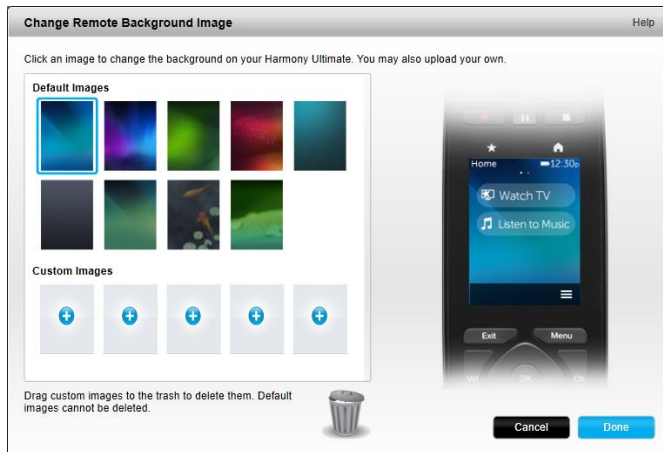 Change Remote Background Image
Help
Click an image to change the background on your Harmony Ultimate. You may also upload your own.
Default Images
Custom Images
Drag custom images to the trash to delete them. Default
images cannot be deleted.
Home 12:30p
Watch TV
Listen to Music
Exit Menu
OK
Cancel Done